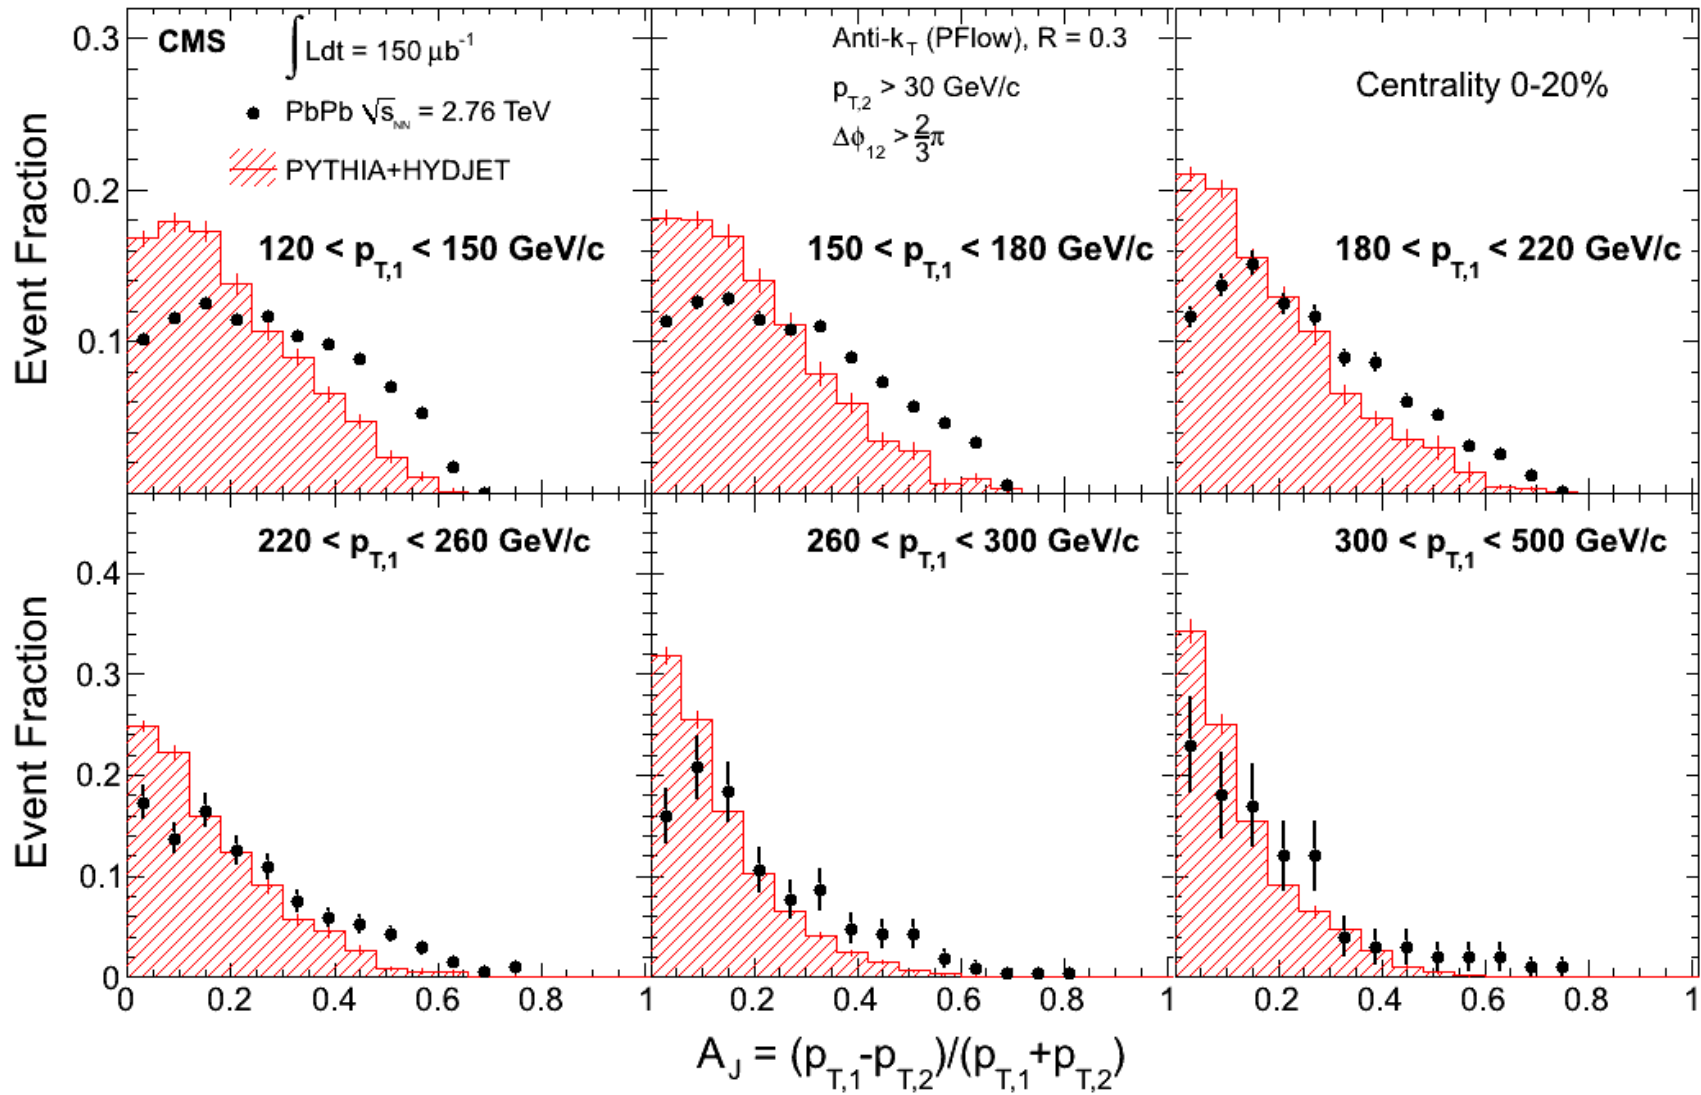 CMS
∫Ldt = 150 μb⁻¹
PbPb √s_NN = 2.76 TeV
PYTHIA+HYDJET
120 < p_T,1 < 150 GeV/c
Anti-k_T (PFlow), R = 0.3
p_T,2 > 30 GeV/c
Δϕ_12 > 2/3 π
150 < p_T,1 < 180 GeV/c
Centrality 0-20%
180 < p_T,1 < 220 GeV/c
Event Fraction
0.3
0.2
0.1
220 < p_T,1 < 260 GeV/c
260 < p_T,1 < 300 GeV/c
300 < p_T,1 < 500 GeV/c
Event Fraction
0.4
0.3
0.2
0.1
0
0 0.2 0.4 0.6 0.8 1 0.2 0.4 0.6 0.8 1 0.2 0.4 0.6 0.8 1
A_J = (p_T,1-p_T,2)/(p_T,1+p_T,2)